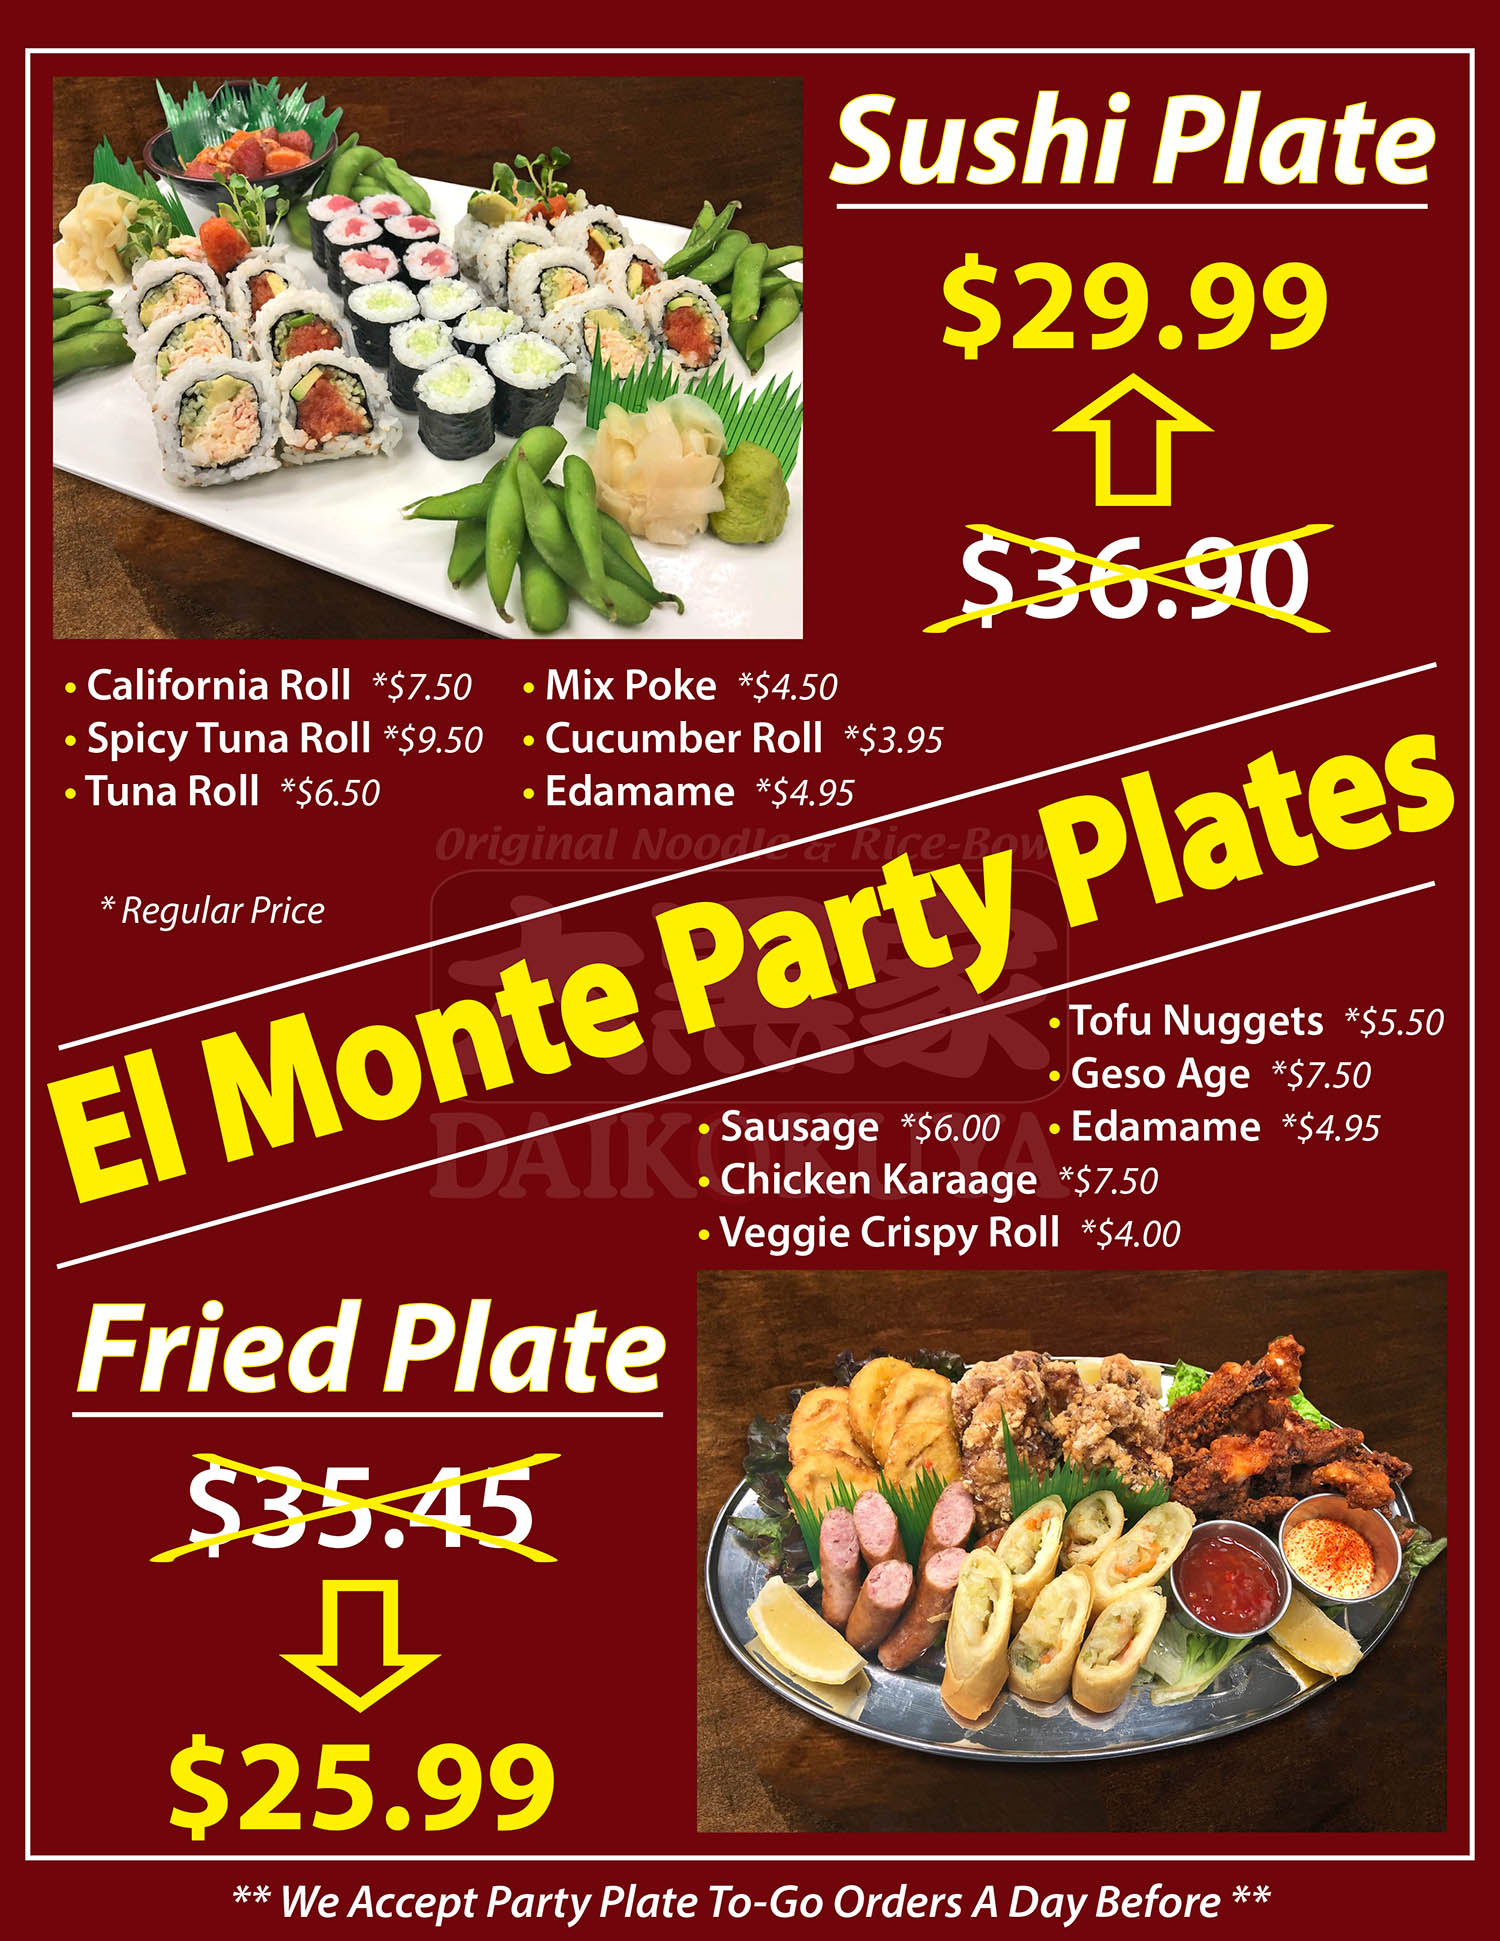 Sushi Plate
$29.99
$36.90
• California Roll *$7.50
• Spicy Tuna Roll *$9.50
• Tuna Roll *$6.50
• Mix Poke *$4.50
• Cucumber Roll *$3.95
• Edamame *$4.95
* Regular Price
Original Noodle & Rice-Bow
大黒家
DAIKOKUYA
El Monte Party Plates
• Tofu Nuggets *$5.50
• Geso Age *$7.50
• Edamame *$4.95
• Sausage *$6.00
• Chicken Karaage *$7.50
• Veggie Crispy Roll *$4.00
Fried Plate
$35.45
$25.99
** We Accept Party Plate To-Go Orders A Day Before **